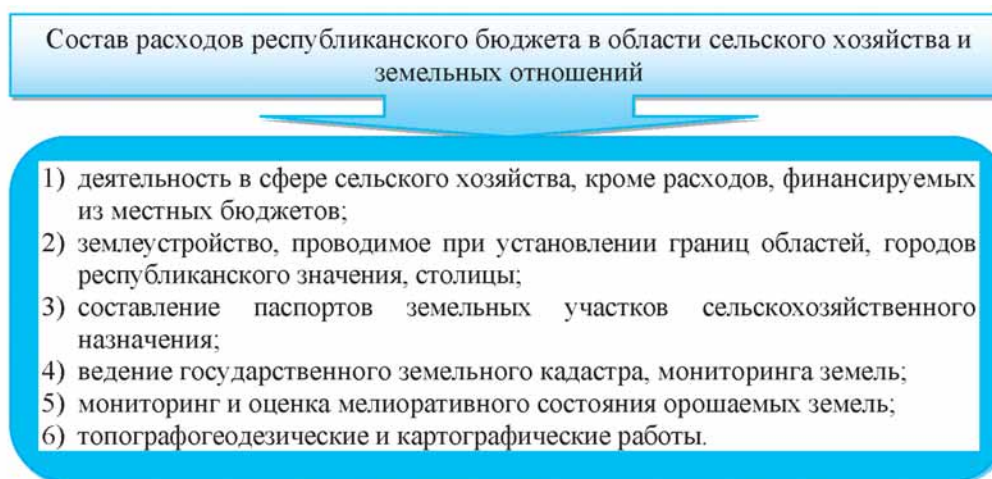 Состав расходов республиканского бюджета в области сельского хозяйства и
земельных отношений
1) деятельность в сфере сельского хозяйства, кроме расходов, финансируемых
из местных бюджетов;
2) землеустройство, проводимое при установлении границ областей, городов
республиканского значения, столицы;
3) составление паспортов земельных участков сельскохозяйственного
назначения;
4) ведение государственного земельного кадастра, мониторинга земель;
5) мониторинг и оценка мелиоративного состояния орошаемых земель;
6) топографогеодезические и картографические работы.